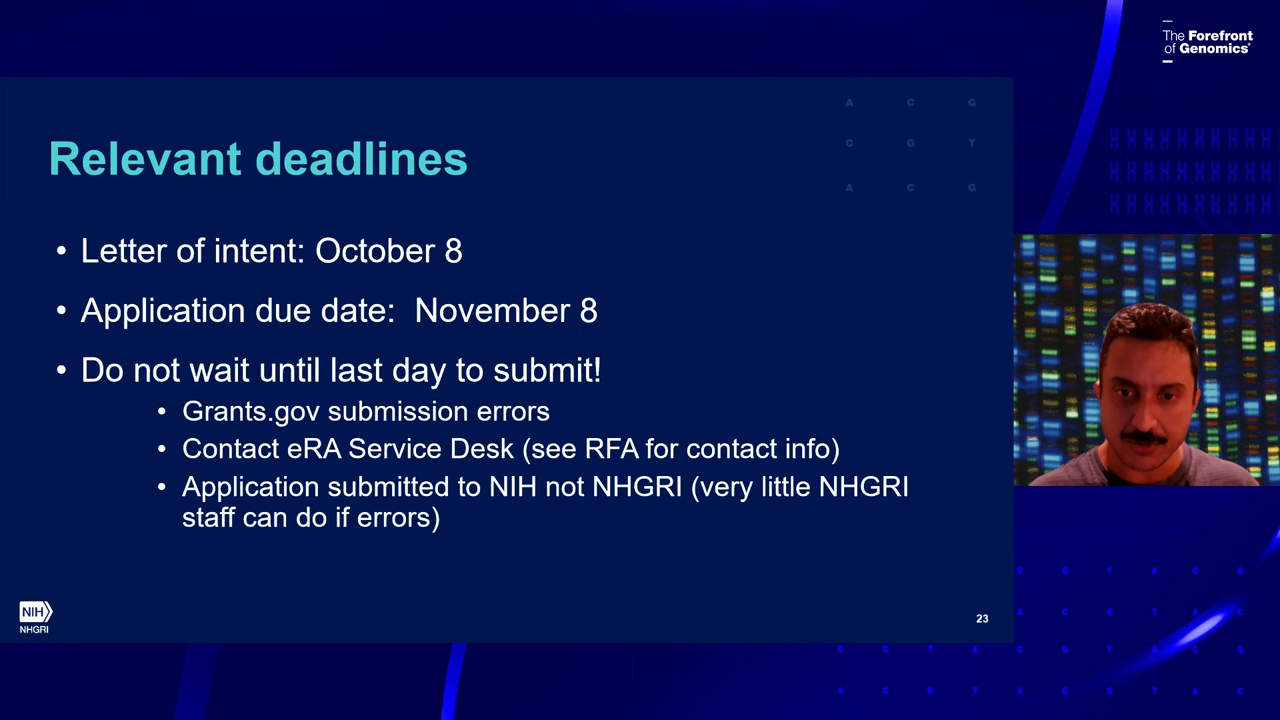 The Forefront
of Genomics®
A C G
C G T
A C G
Relevant deadlines
• Letter of intent: October 8
• Application due date:  November 8
• Do not wait until last day to submit!
• Grants.gov submission errors
• Contact eRA Service Desk (see RFA for contact info)
• Application submitted to NIH not NHGRI (very little NHGRI
staff can do if errors)
NIH
NHGRI
23
C G T A C G
A C G T A C
C G T A C G T A C G
A C G T A C G T A C